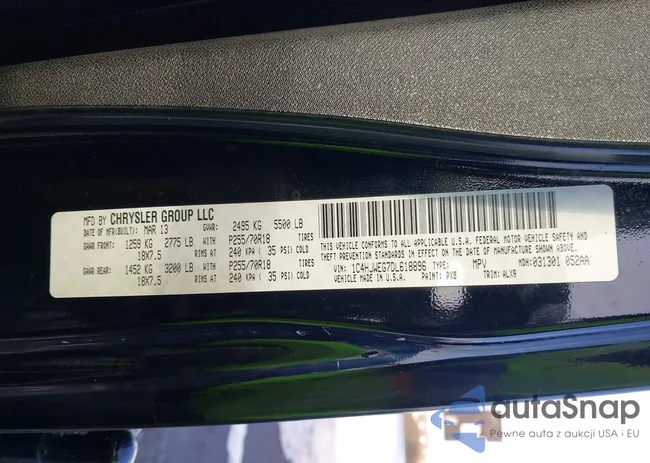 MFD BY CHRYSLER GROUP LLC
DATE OF MFR(BUILT): MAR 13 GVWR: 2495 KG 5500 LB
GAWR FRONT: 1259 KG 2775 LB WITH P255/70R18 TIRES
18X7.5 RIMS AT 240 KPA ( 35 PSI) COLD
GAWR REAR: 1452 KG 3200 LB WITH P255/70R18 TIRES
18X7.5 RIMS AT 240 KPA ( 35 PSI) COLD
THIS VEHICLE CONFORMS TO ALL APPLICABLE U.S.A. FEDERAL MOTOR VEHICLE SAFETY,
BUMPER, AND THEFT PREVENTION STANDARDS IN EFFECT ON THE DATE OF MANUFACTURE SHOWN ABOVE.
VIN: 1C4HJWEG7DL618896 TYPE: MPV MDH: 031301 052AA
VEHICLE MADE IN U.S.A. PAINT: PXB TRIM: ALX9
autaSnap
Pewne auta z aukcji USA i EU